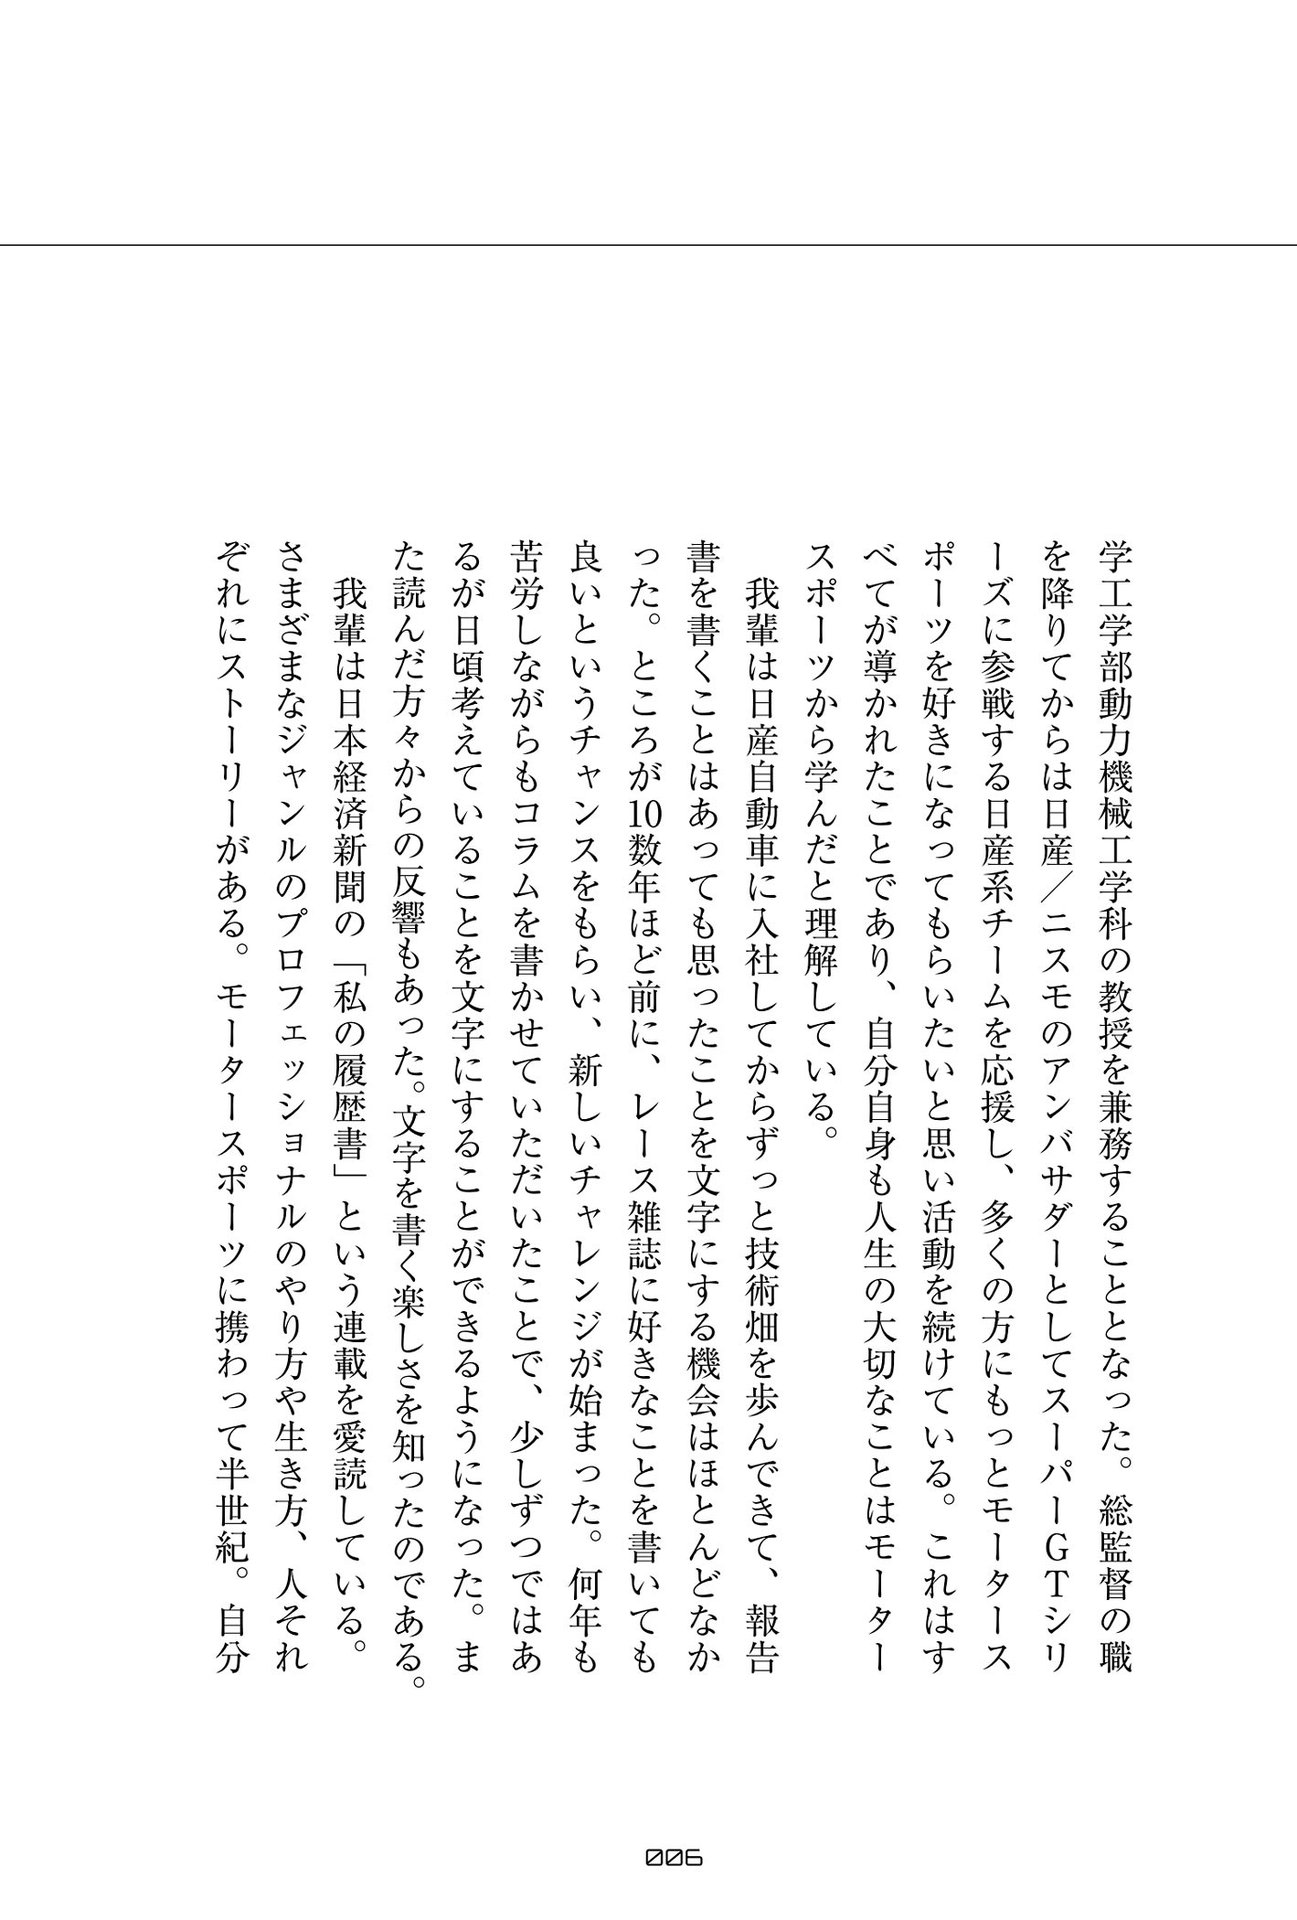 学工学部動力機械工学科の教授を兼務することとなった。総監督の職
を降りてからは日産／ニスモのアンバサダーとしてスーパーGTシリ
ーズに参戦する日産系チームを応援し、多くの方にもっとモータース
ポーツを好きになってもらいたいと思い活動を続けている。これはす
べてが導かれたことであり、自分自身も人生の大切なことはモーター
スポーツから学んだと理解している。
　我輩は日産自動車に入社してからずっと技術畑を歩んできて、報告
書を書くことはあっても思ったことを文字にする機会はほとんどなか
った。ところが10数年ほど前に、レース雑誌に好きなことを書いても
良いというチャンスをもらい、新しいチャレンジが始まった。何年も
苦労しながらもコラムを書かせていただいたことで、少しずつではあ
るが日頃考えていることを文字にすることができるようになった。ま
た読んだ方々からの反響もあった。文字を書く楽しさを知ったのである。
　我輩は日本経済新聞の「私の履歴書」という連載を愛読している。
さまざまなジャンルのプロフェッショナルのやり方や生き方、人それ
ぞれにストーリーがある。モータースポーツに携わって半世紀。自分
006